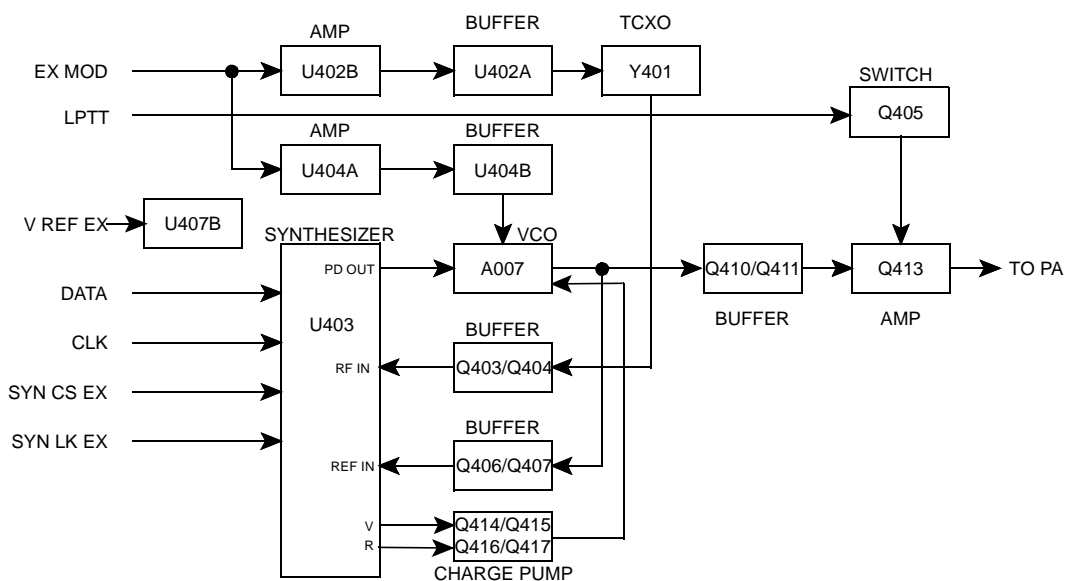 AMP
BUFFER
TCXO
EX MOD
U402B
U402A
Y401
SWITCH
LPTT
Q405
AMP
BUFFER
U404A
U404B
V REF EX
U407B
SYNTHESIZER
VCO
PD OUT
A007
Q410/Q411
Q413
TO PA
DATA
U403
BUFFER
AMP
CLK
BUFFER
RF IN
Q403/Q404
SYN CS EX
SYN LK EX
BUFFER
REF IN
Q406/Q407
V
Q414/Q415
R
Q416/Q417
CHARGE PUMP